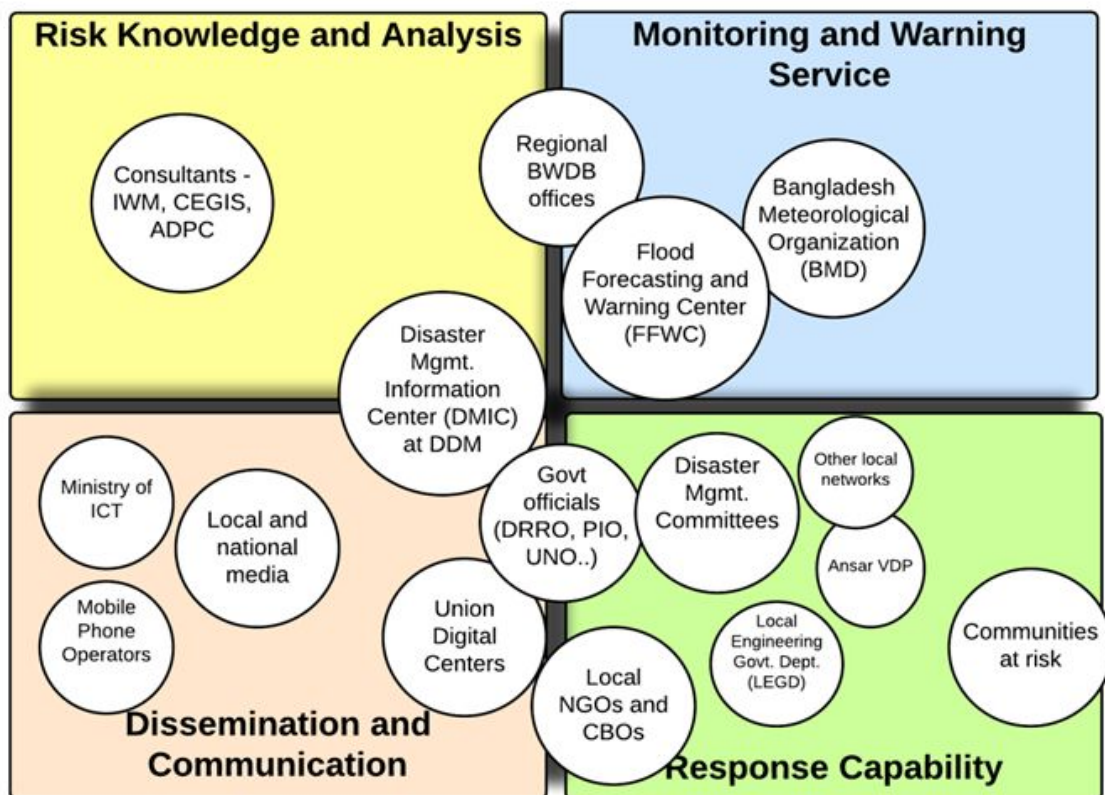 Risk Knowledge and Analysis
Monitoring and Warning
Service
Consultants -
IWM, CEGIS,
ADPC
Regional
BWDB
offices
Flood
Forecasting and
Warning Center
(FFWC)
Bangladesh
Meteorological
Organization
(BMD)
Disaster
Mgmt.
Information
Center (DMIC)
at DDM
Ministry of
ICT
Local and
national
media
Mobile
Phone
Operators
Union
Digital
Centers
Govt
officials
(DRRO, PIO,
UNO..)
Disaster
Mgmt.
Committees
Other local
networks
Ansar VDP
Local
Engineering
Govt. Dept.
(LEGD)
Communities
at risk
Local
NGOs and
CBOs
Dissemination and
Communication
Response Capability